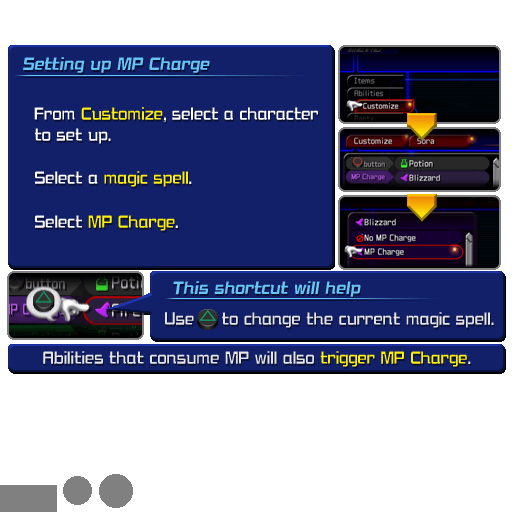 Setting up MP Charge
From Customize, select a character
to set up.
Select a magic spell.
Select MP Charge.
Items
Abilities
Customize
Customize Sora
button Potion
MP Charge Blizzard
Blizzard
No MP Charge
MP Charge
button
This shortcut will help
Use to change the current magic spell.
Abilities that consume MP will also trigger MP Charge.